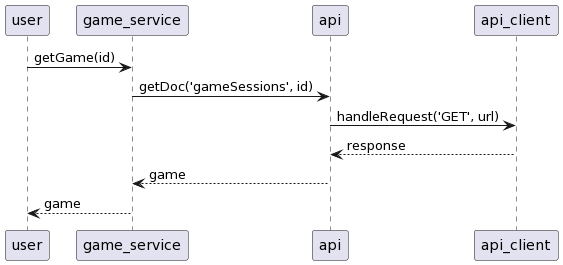 user game_service api api_client
getGame(id)
getDoc('gameSessions', id)
handleRequest('GET', url)
response
game
game
user game_service api api_client